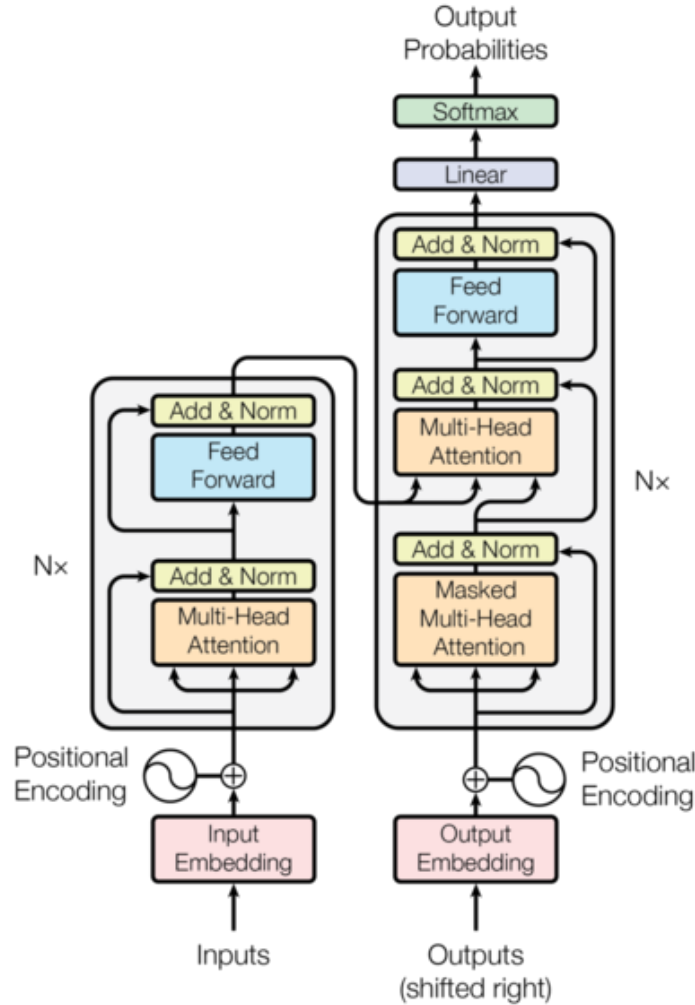 Output
Probabilities
Softmax
Linear
Add & Norm
Feed
Forward
Add & Norm
Multi-Head
Attention
Add & Norm
Masked
Multi-Head
Attention
N×
Add & Norm
Feed
Forward
Add & Norm
Multi-Head
Attention
N×
Positional
Encoding
Positional
Encoding
Input
Embedding
Output
Embedding
Inputs
Outputs
(shifted right)